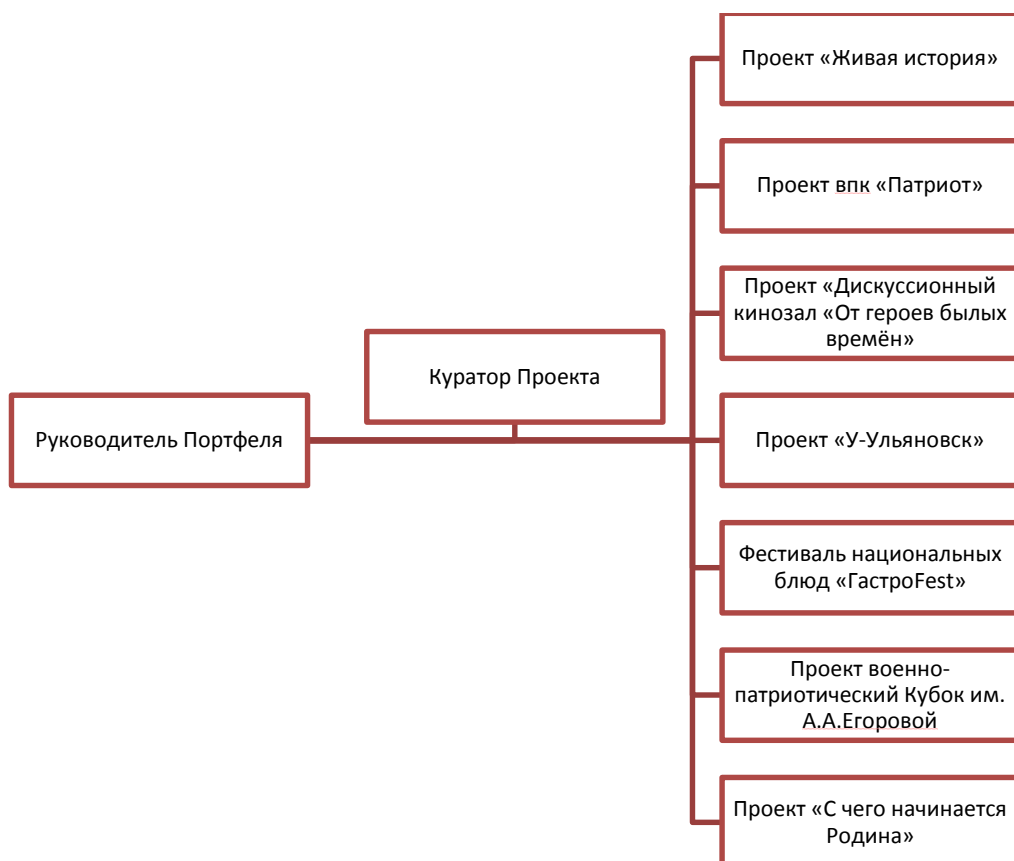 Проект «Живая история»
Проект впк «Патриот»
Проект «Дискуссионный
кинозал «От героев былых
времён»
Куратор Проекта
Руководитель Портфеля
Проект «У-Ульяновск»
Фестиваль национальных
блюд «ГастроFest»
Проект военно-
патриотический Кубок им.
А.А.Егоровой
Проект «С чего начинается
Родина»